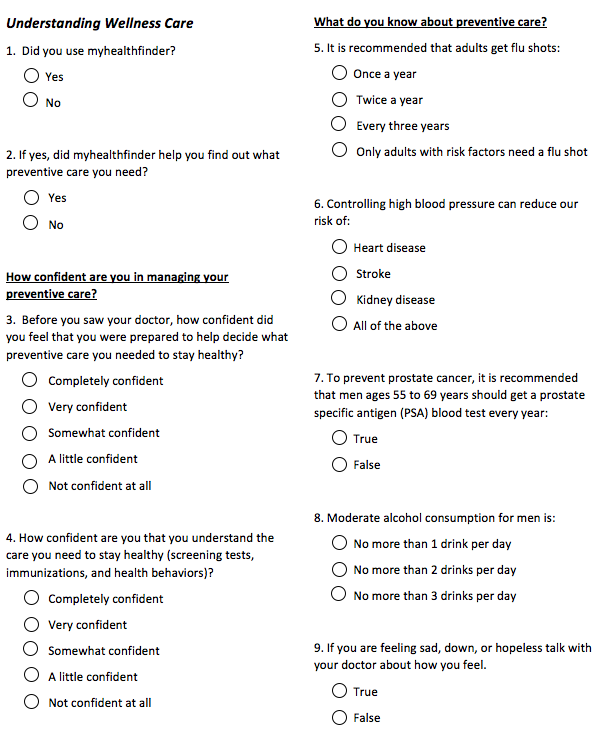 Understanding Wellness Care
1. Did you use myhealthfinder?
Yes
No
2. If yes, did myhealthfinder help you find out what
preventive care you need?
Yes
No
How confident are you in managing your
preventive care?
3. Before you saw your doctor, how confident did
you feel that you were prepared to help decide what
preventive care you needed to stay healthy?
Completely confident
Very confident
Somewhat confident
A little confident
Not confident at all
4. How confident are you that you understand the
care you need to stay healthy (screening tests,
immunizations, and health behaviors)?
Completely confident
Very confident
Somewhat confident
A little confident
Not confident at all
What do you know about preventive care?
5. It is recommended that adults get flu shots:
Once a year
Twice a year
Every three years
Only adults with risk factors need a flu shot
6. Controlling high blood pressure can reduce our
risk of:
Heart disease
Stroke
Kidney disease
All of the above
7. To prevent prostate cancer, it is recommended
that men ages 55 to 69 years should get a prostate
specific antigen (PSA) blood test every year:
True
False
8. Moderate alcohol consumption for men is:
No more than 1 drink per day
No more than 2 drinks per day
No more than 3 drinks per day
9. If you are feeling sad, down, or hopeless talk with
your doctor about how you feel.
True
False